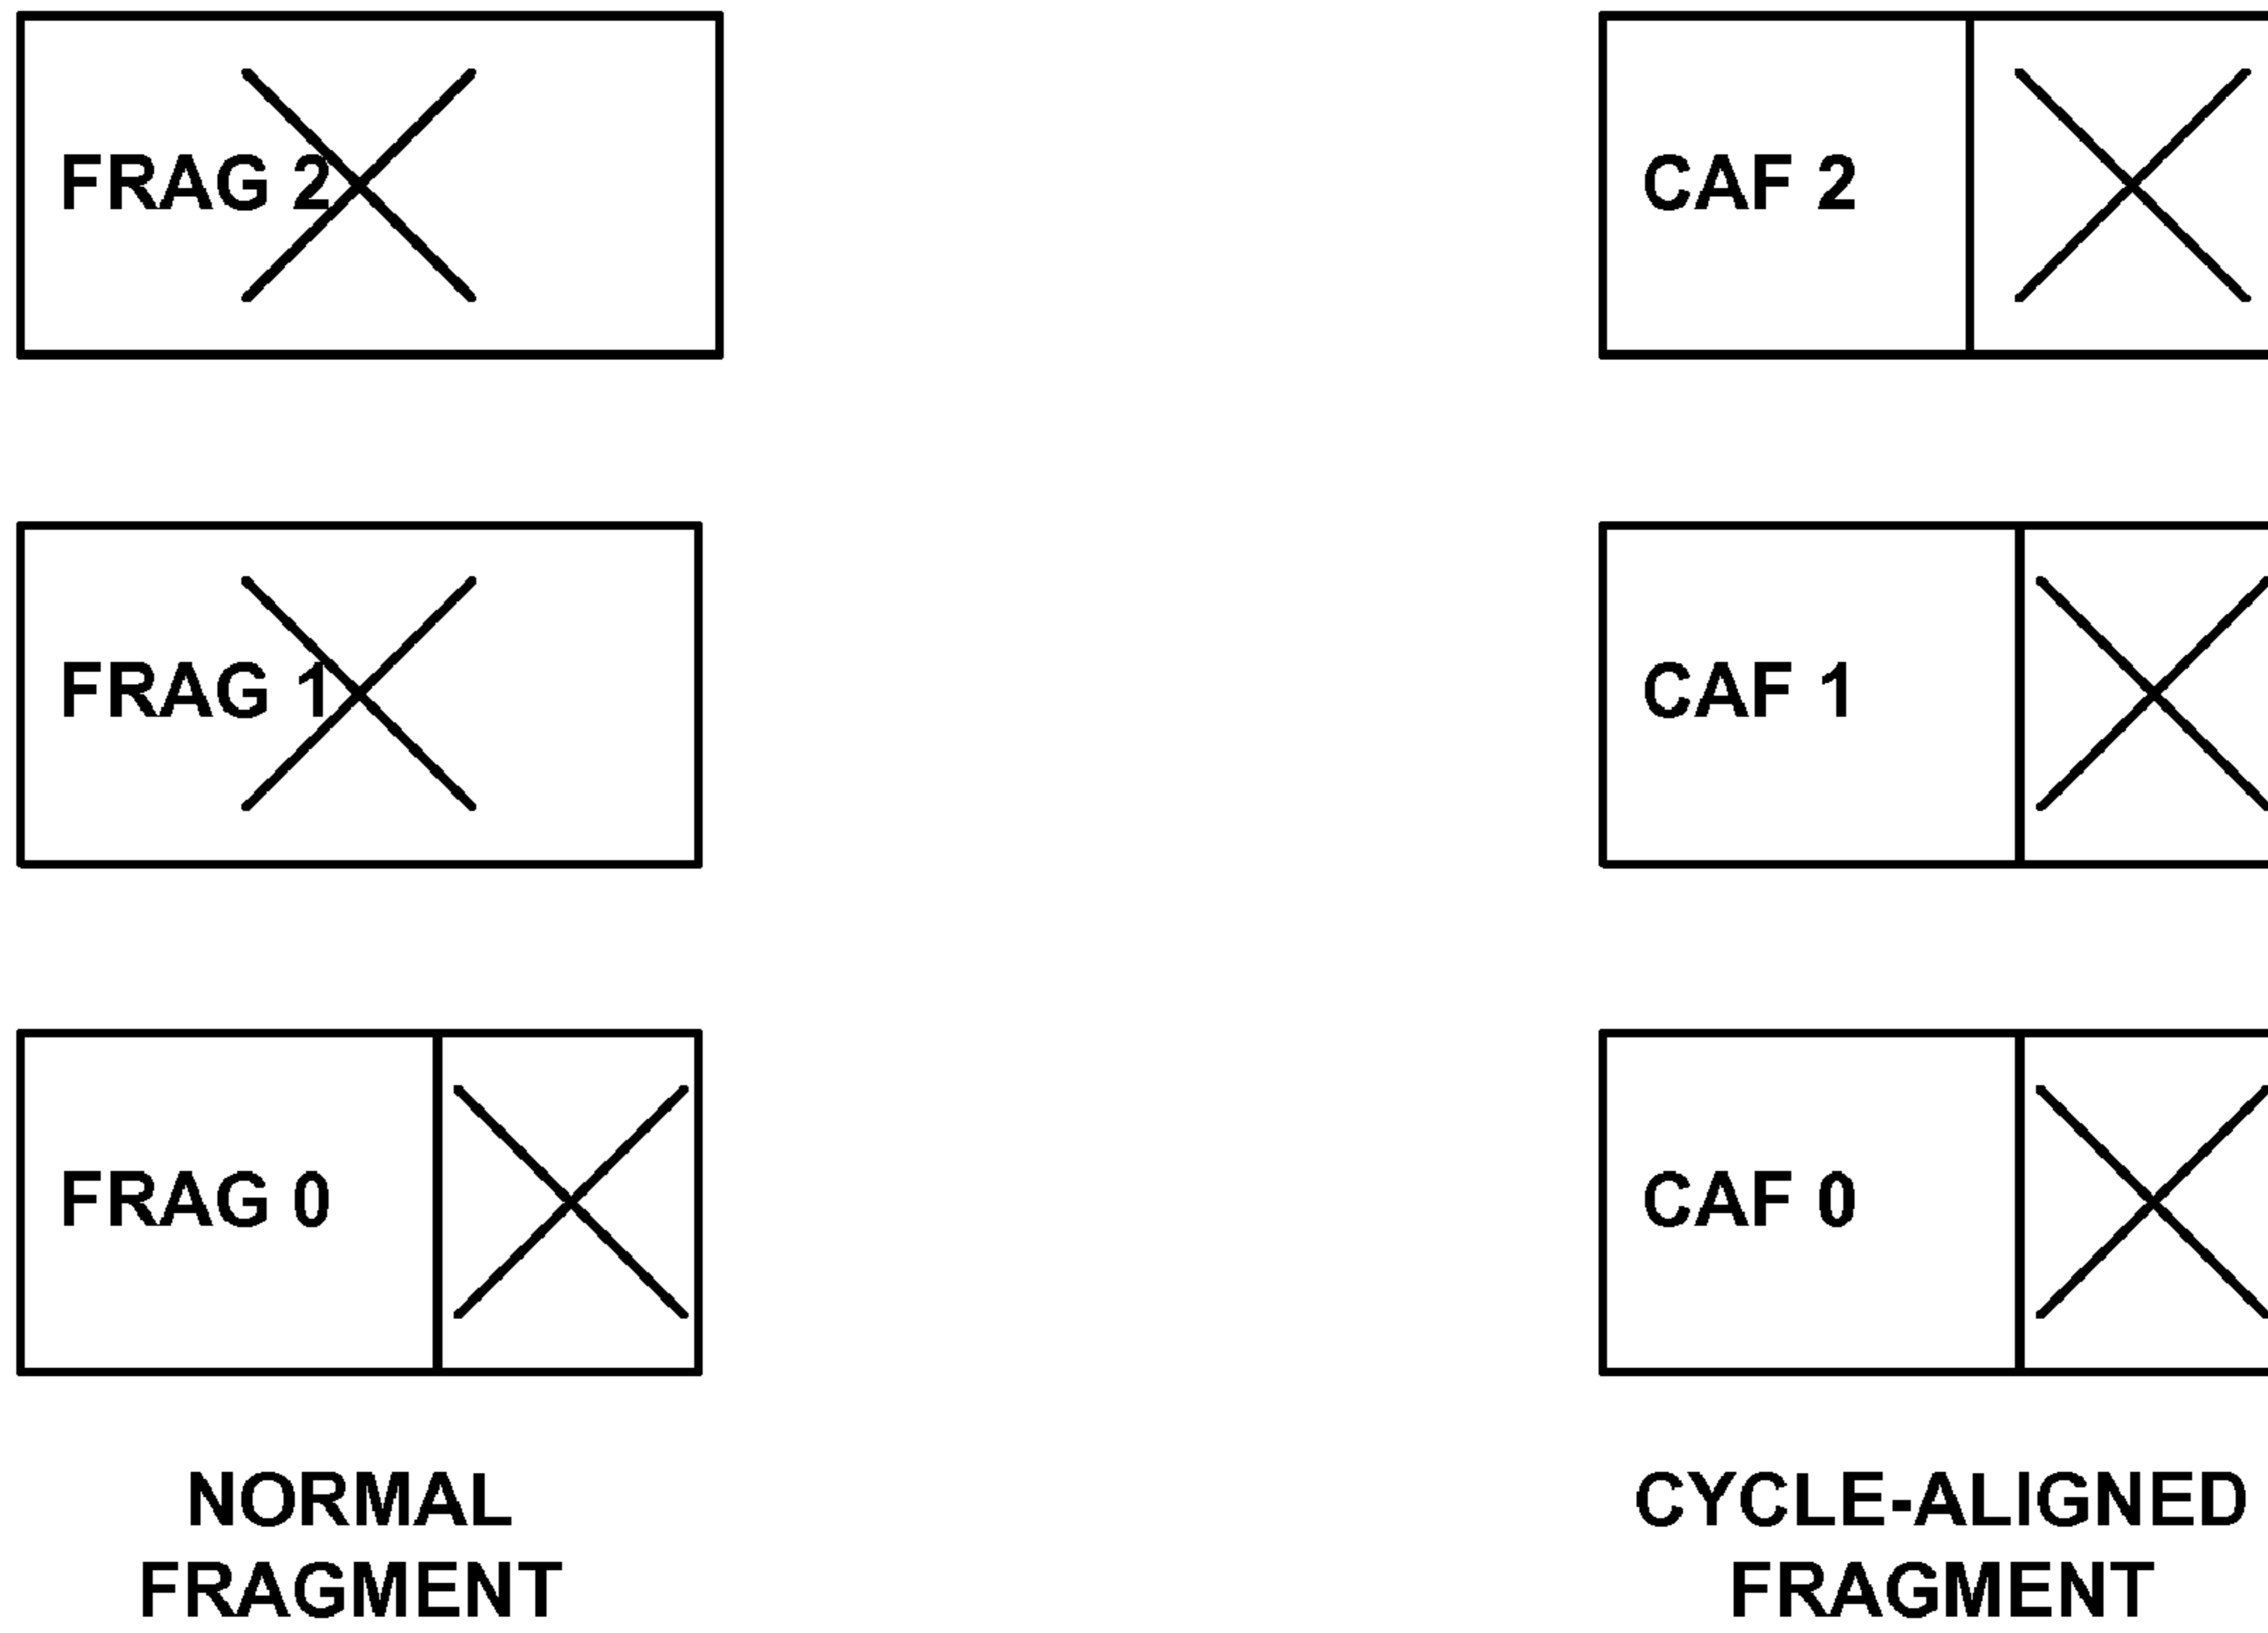 FRAG 2
CAF 2
FRAG 1
CAF 1
FRAG 0
CAF 0
NORMAL
FRAGMENT
CYCLE-ALIGNED
FRAGMENT